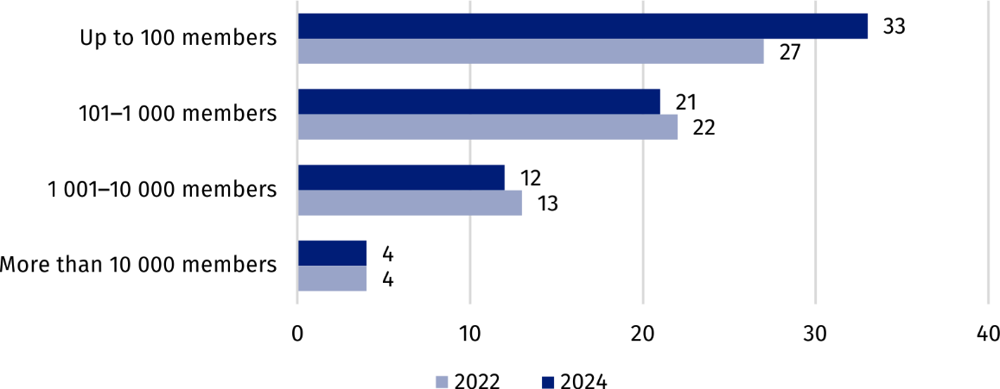 Up to 100 members
33
27
101–1 000 members
21
22
1 001–10 000 members
12
13
More than 10 000 members
4
4
0 10 20 30 40
2022 2024